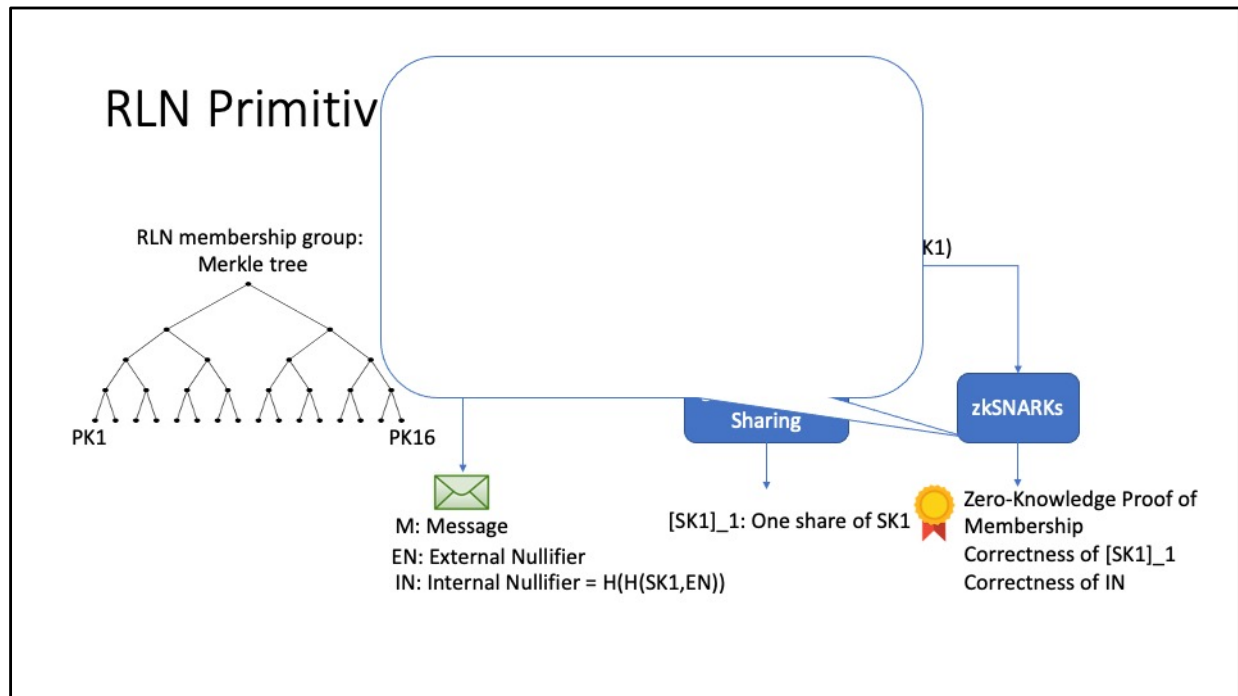 RLN Primitiv
RLN membership group:
Merkle tree
K1)
PK1
PK16
Sharing
zkSNARKs
M: Message
EN: External Nullifier
IN: Internal Nullifier = H(H(SK1,EN))
[SK1]_1: One share of SK1
Zero-Knowledge Proof of
Membership
Correctness of [SK1]_1
Correctness of IN